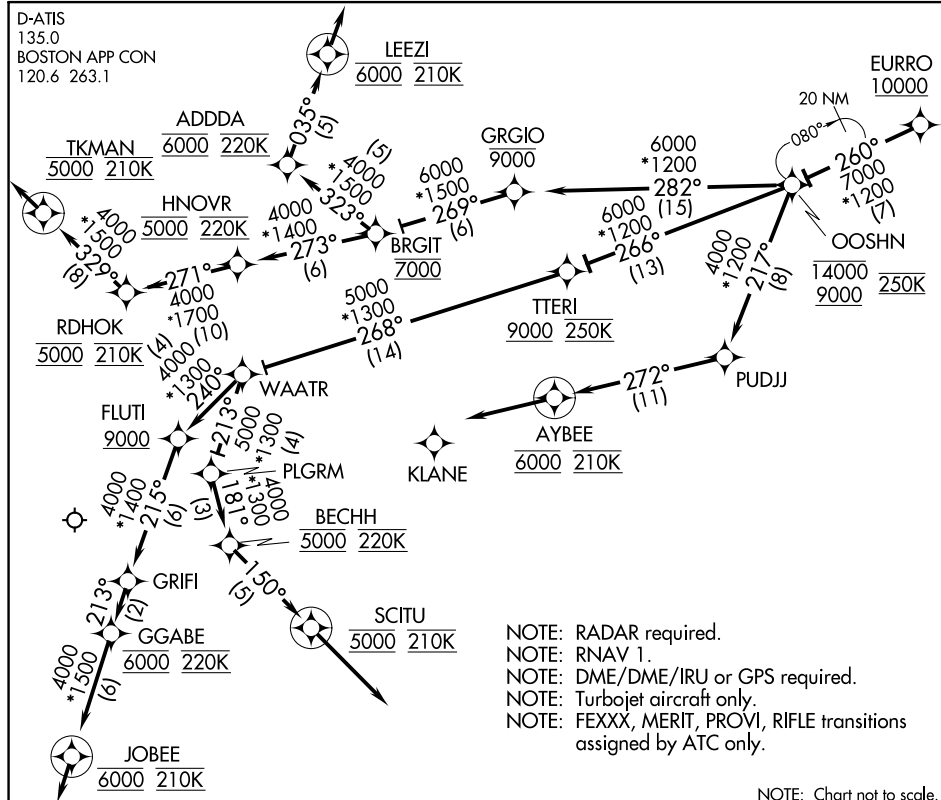 D-ATIS
135.0
BOSTON APP CON
120.6 263.1
LEEZI
6000 210K
EURRO
10000
20 NM
080°
260°
7000
*1200
(7)
ADDDA
6000 220K
035°
(5)
GRGIO
9000
TKMAN
5000 210K
(5)
4000
*1500
323°
6000
*1500
269°
(6)
6000
*1200
282°
(15)
HNOVR
5000 220K
4000
*1400
273°
(6)
BRGIT
7000
6000
*1200
266°
(13)
OOSHN
14000
9000 250K
4000
*1200
217°
(8)
4000
*1500
329°
(8)
271°
4000
*1700
(10)
RDHOK
5000 210K
TTERI
9000 250K
5000
*1300
268°
(14)
(4)
4000
*1300
240°
WAATR
PUDJJ
272°
(11)
FLUTI
9000
213°
5000
*1300
(4)
AYBEE
6000 210K
KLANE
PLGRM
4000
*1300
181°
(3)
4000
*1400
215°
(6)
BECHH
5000 220K
150°
(5)
GRIFI
213°
(2)
SCITU
5000 210K
GGABE
6000 220K
4000
*1500
(6)
JOBEE
6000 210K
NOTE: RADAR required.
NOTE: RNAV 1.
NOTE: DME/DME/IRU or GPS required.
NOTE: Turbojet aircraft only.
NOTE: FEXXX, MERIT, PROVI, RIFLE transitions
assigned by ATC only.
NOTE: Chart not to scale.